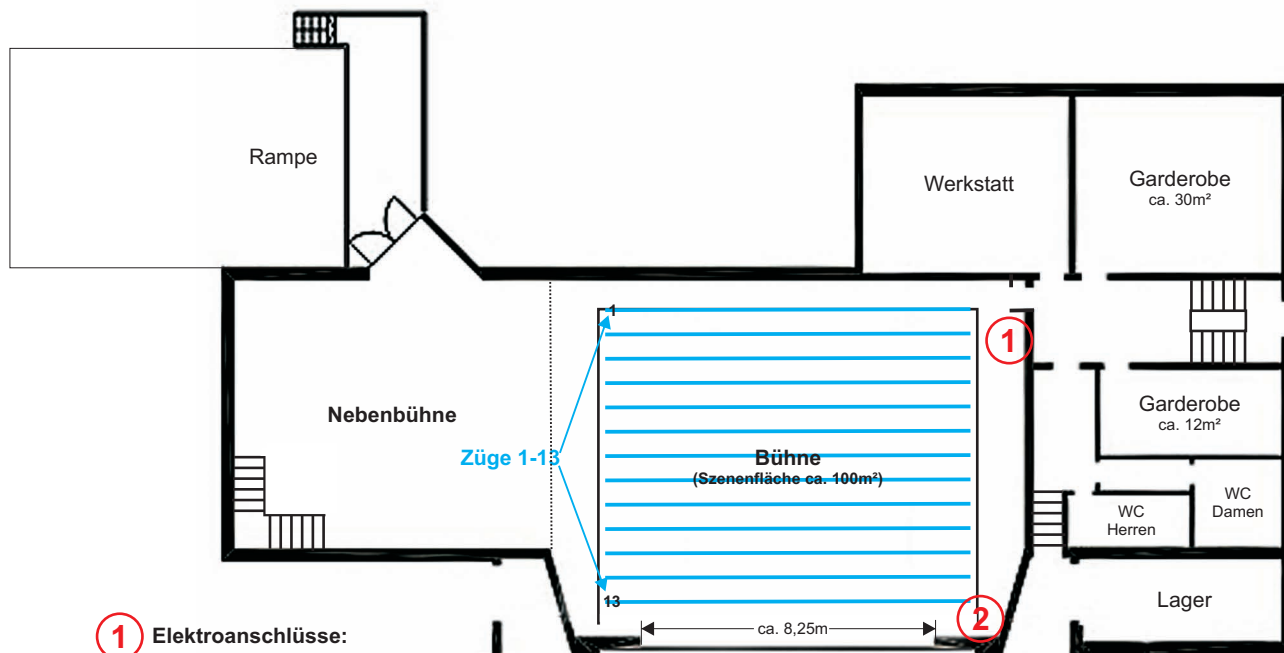 Rampe
Werkstatt
Garderobe
ca. 30m²
1
1
Nebenbühne
Züge 1-13
Bühne
(Szenenfläche ca. 100m²)
Garderobe
ca. 12m²
WC
Herren
WC
Damen
13
2
Lager
ca. 8,25m
1 Elektroanschlüsse: